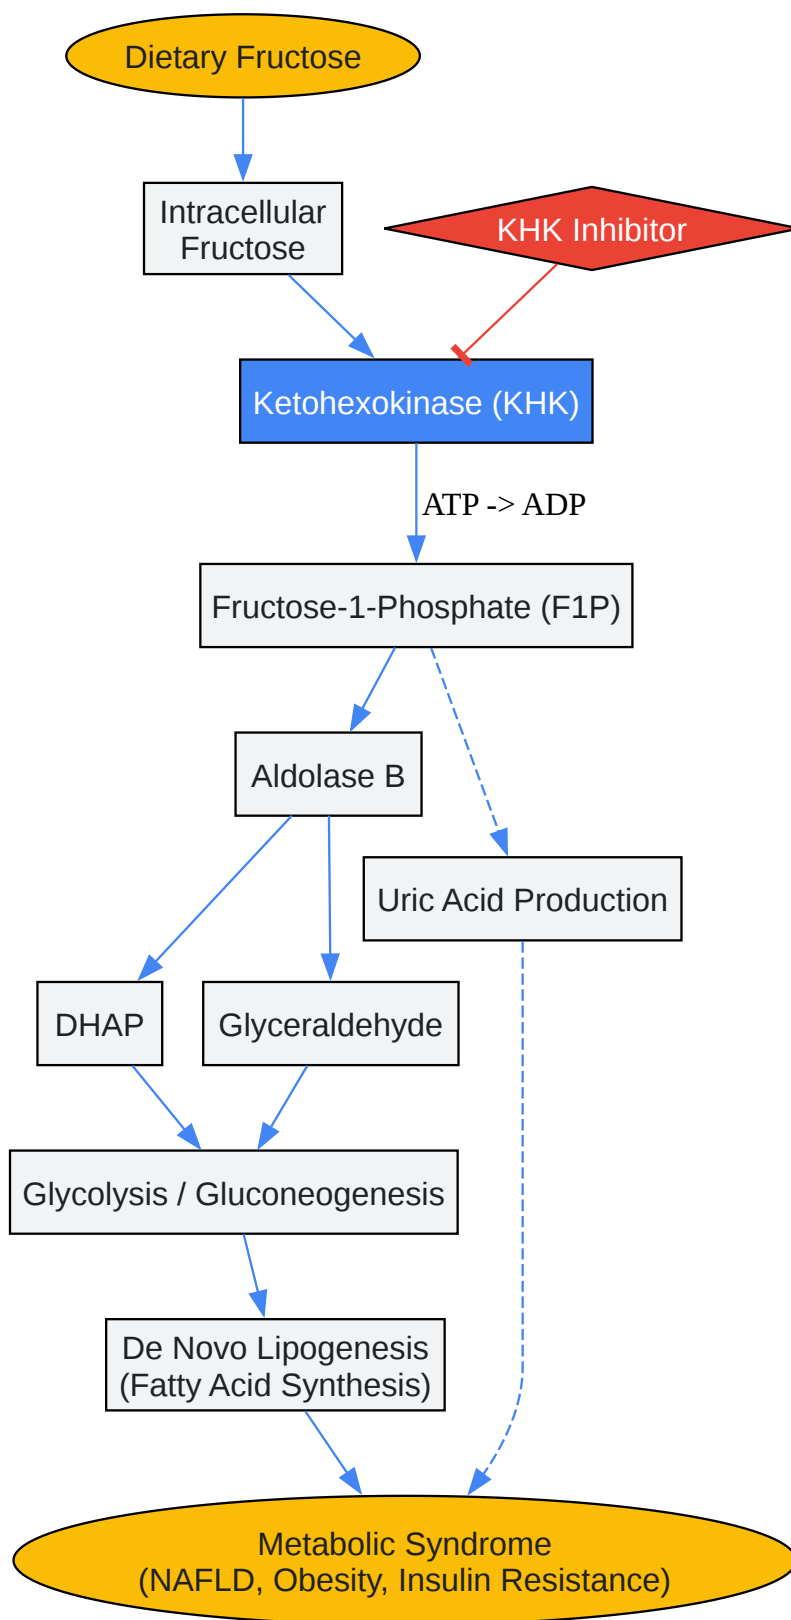 Dietary Fructose
Intracellular
Fructose
KHK Inhibitor
Ketohexokinase (KHK)
ATP -> ADP
Fructose-1-Phosphate (F1P)
Aldolase B
Uric Acid Production
DHAP
Glyceraldehyde
Glycolysis / Gluconeogenesis
De Novo Lipogenesis
(Fatty Acid Synthesis)
Metabolic Syndrome
(NAFLD, Obesity, Insulin Resistance)